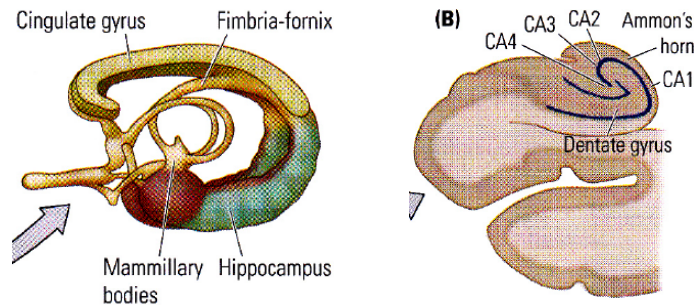 Cingulate gyrus
Fimbria-fornix
Mammillary
bodies
Hippocampus
(B)
CA4
CA3
CA2
Ammon's
horn
CA1
Dentate gyrus